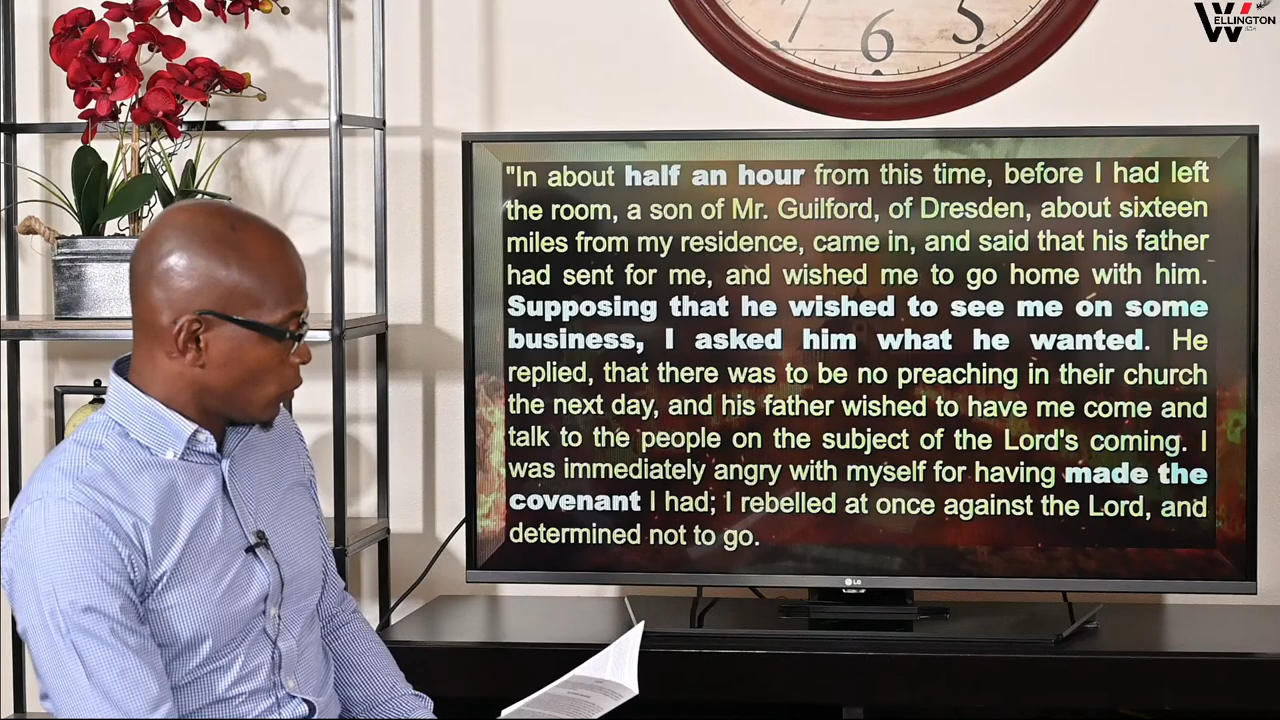 WELLINGTON
7 6 5
"In about half an hour from this time, before I had left
the room, a son of Mr. Guilford, of Dresden, about sixteen
miles from my residence, came in, and said that his father
had sent for me, and wished me to go home with him.
Supposing that he wished to see me on some
business, I asked him what he wanted. He
replied, that there was to be no preaching in their church
the next day, and his father wished to have me come and
talk to the people on the subject of the Lord's coming. I
was immediately angry with myself for having made the
covenant I had; I rebelled at once against the Lord, and
determined not to go.
LG